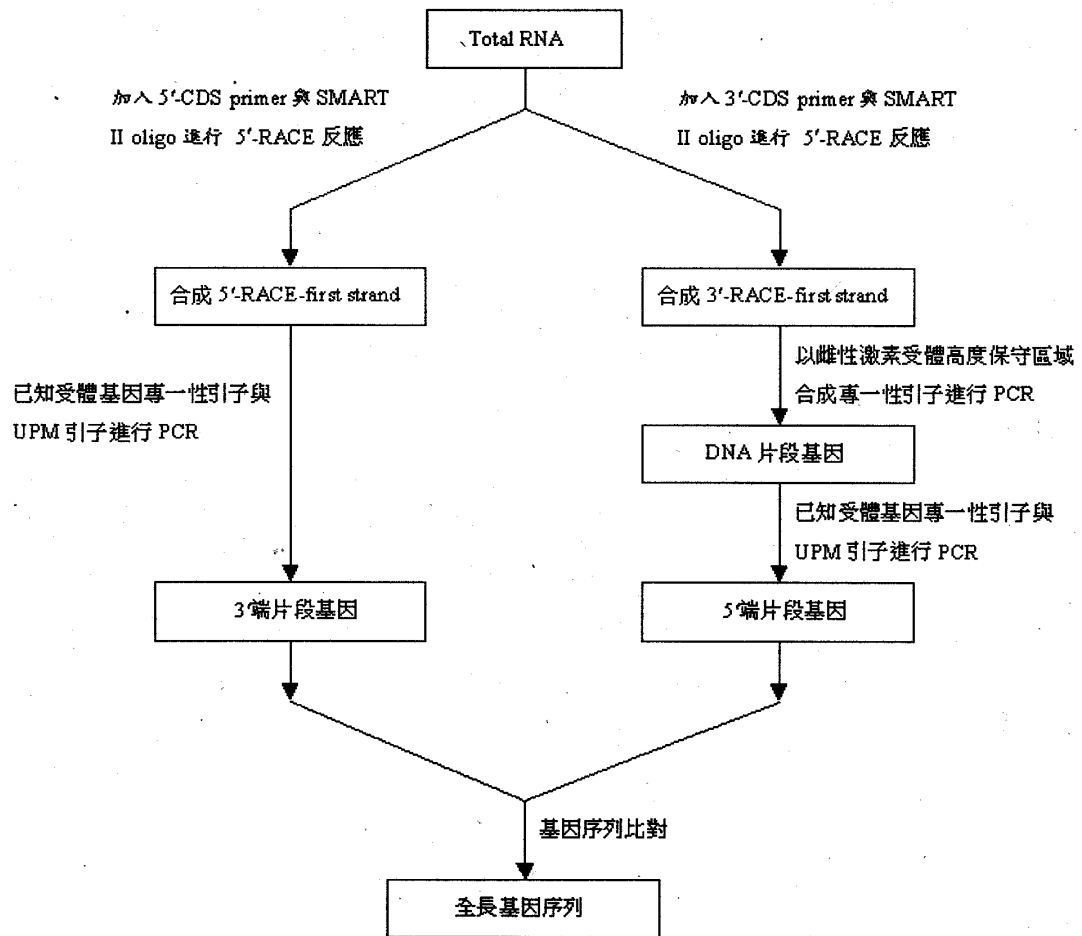 Total RNA
加入 5'-CDS primer 與 SMART
II oligo 進行 5'-RACE 反應
加入 3'-CDS primer 與 SMART
II oligo 進行 5'-RACE 反應
合成 5'-RACE-first strand
合成 3'-RACE-first strand
以雌性激素受體高度保守區域
合成專一性引子進行 PCR
已知受體基因專一性引子與
UPM 引子進行 PCR
DNA 片段基因
已知受體基因專一性引子與
UPM 引子進行 PCR
3'端片段基因
5'端片段基因
基因序列比對
全長基因序列